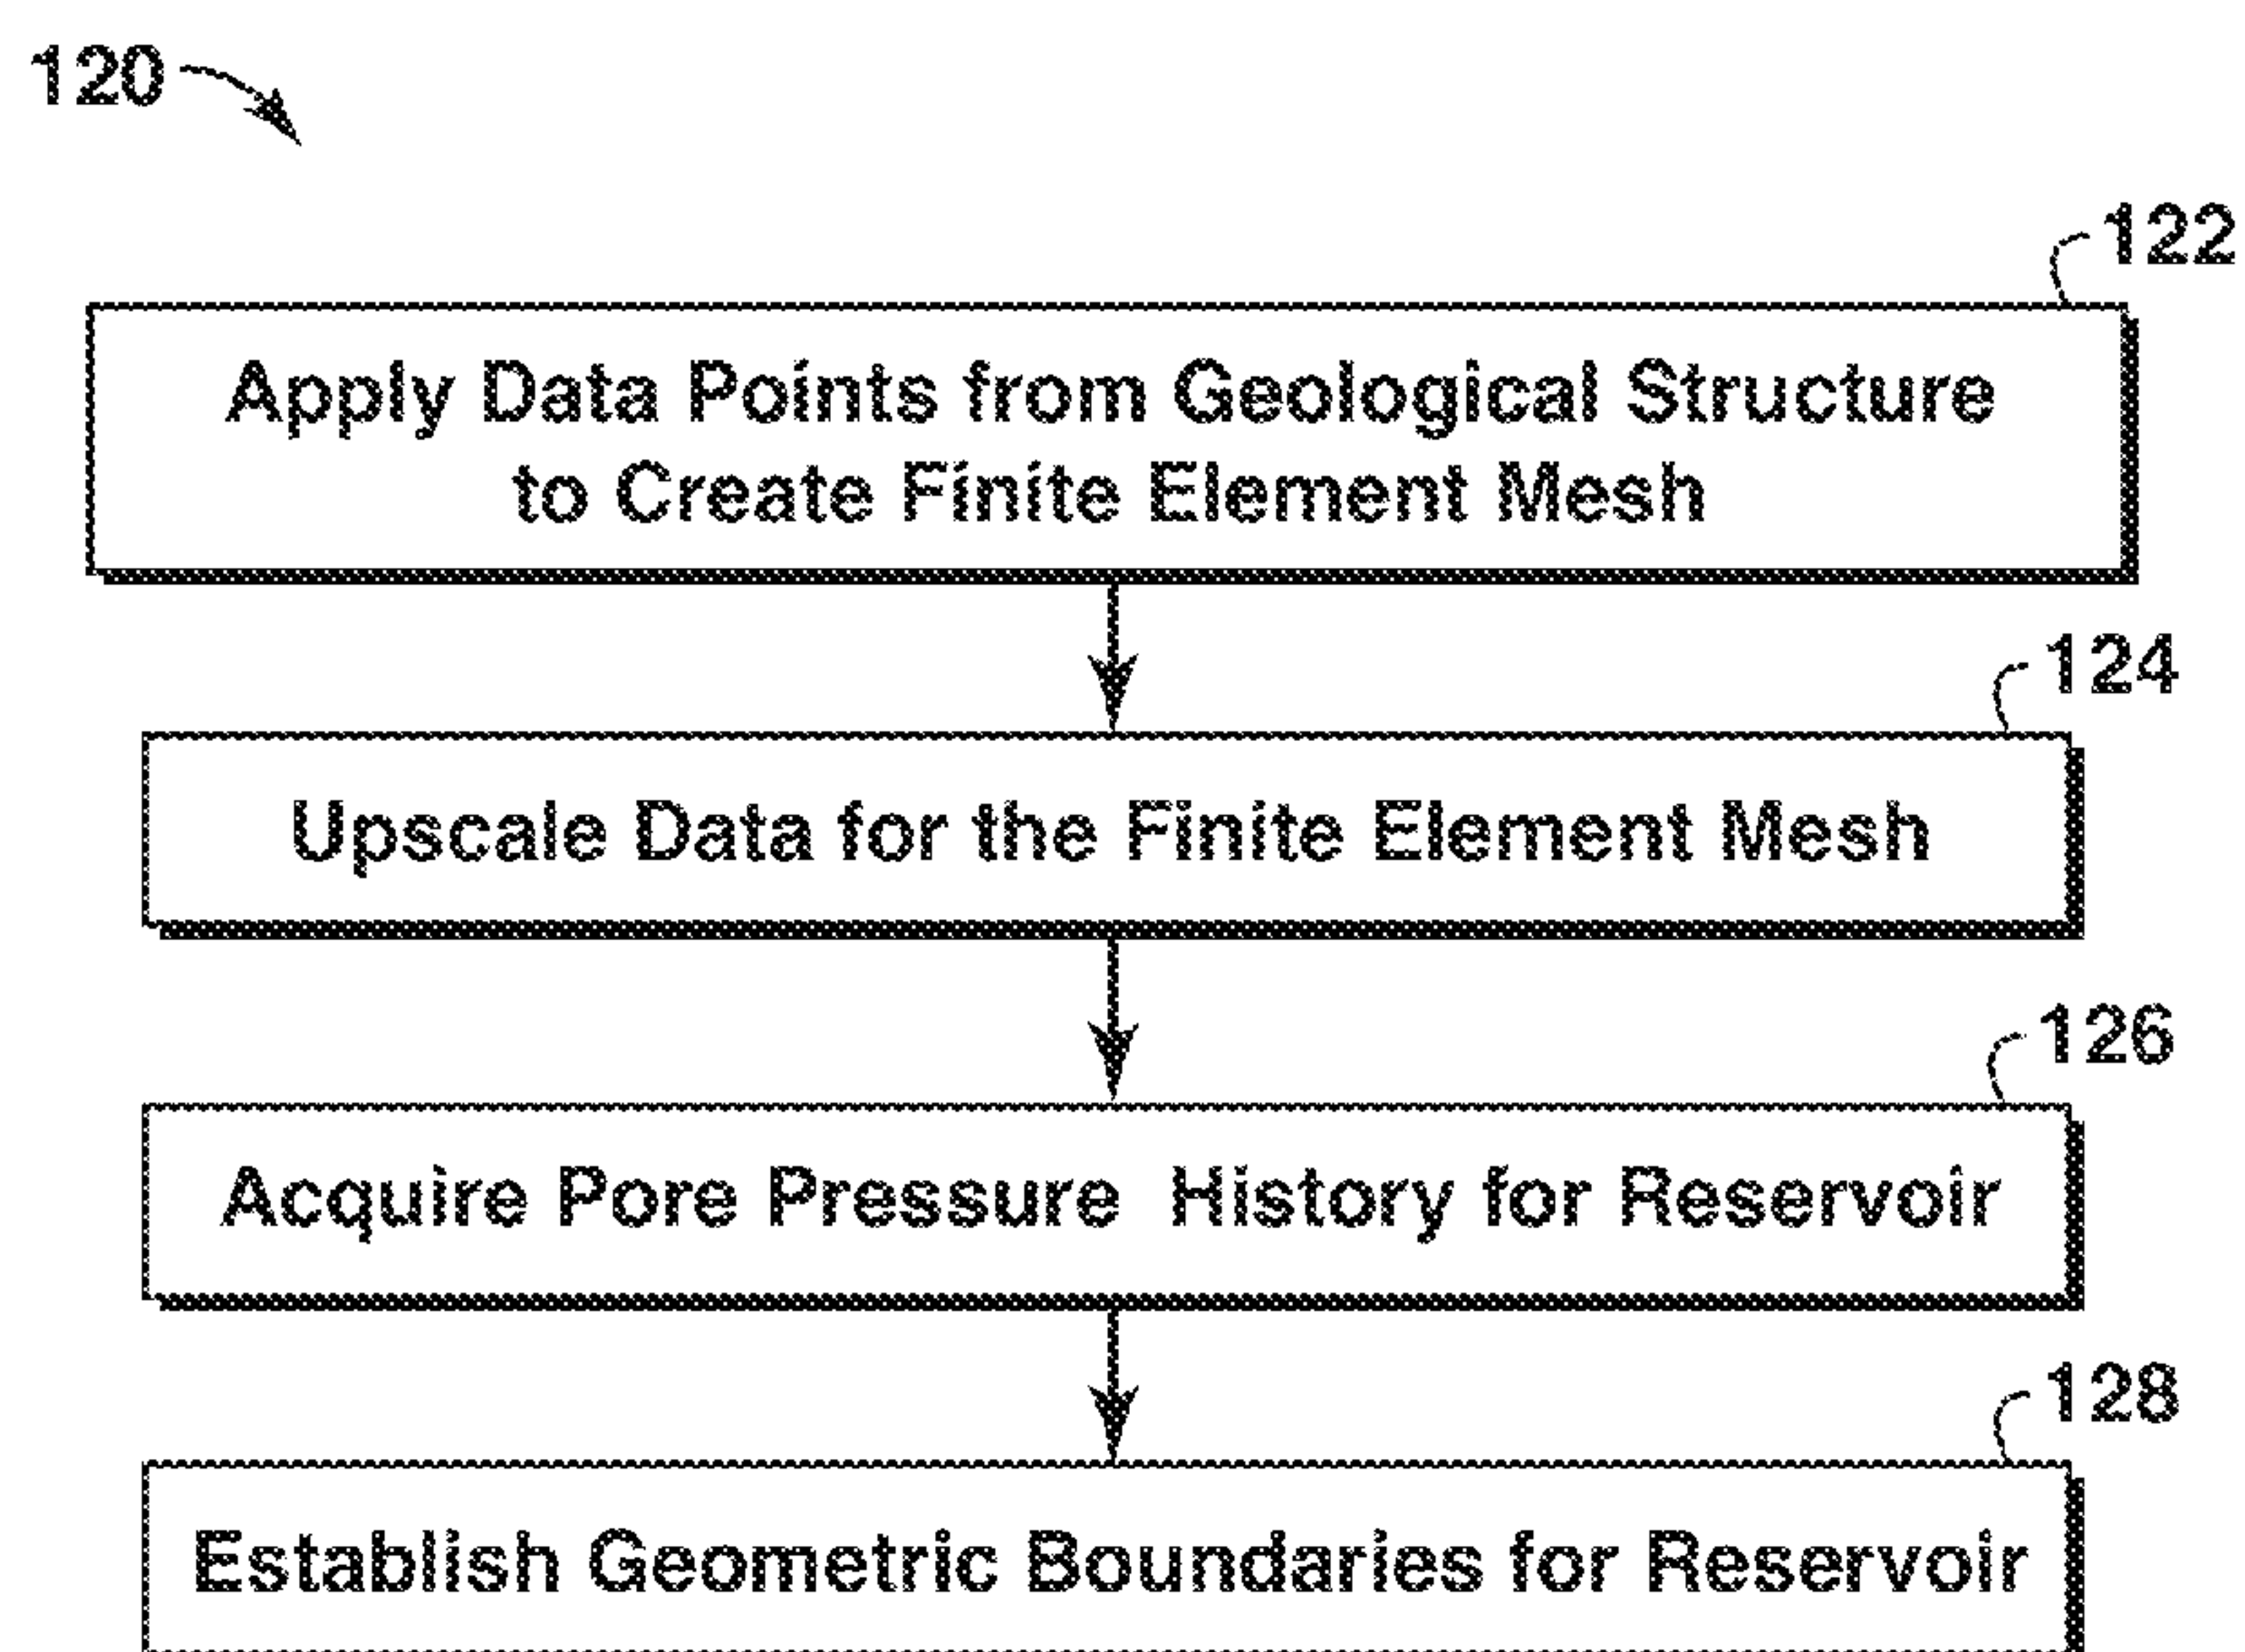 120
122
Apply Data Points from Geological Structure
to Create Finite Element Mesh
124
Upscale Data for the Finite Element Mesh
126
Acquire Pore Pressure History for Reservoir
128
Establish Geometric Boundaries for Reservoir